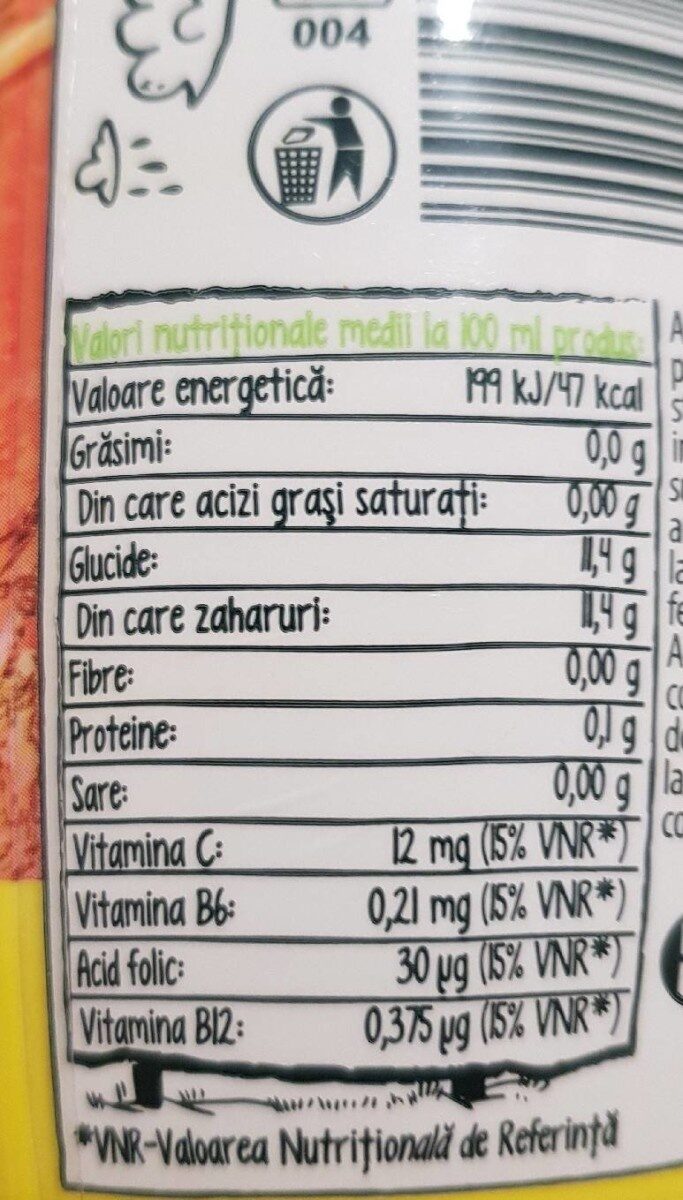 004
Valori nutriționale medii la 100 ml produs:
Valoare energetică: 199 kJ/47 kcal
Grăsimi: 0,0 g
Din care acizi grași saturați: 0,00 g
Glucide: 11,4 g
Din care zaharuri: 11,4 g
Fibre: 0,00 g
Proteine: 0,1 g
Sare: 0,00 g
Vitamina C: 12 mg (15% VNR*)
Vitamina B6: 0,21 mg (15% VNR*)
Acid folic: 30 µg (15% VNR*)
Vitamina B12: 0,375 µg (15% VNR*)
*VNR-Valoarea Nutrițională de Referință